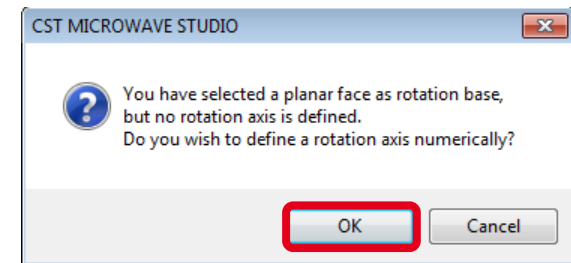 CST MICROWAVE STUDIO
You have selected a planar face as rotation base,
but no rotation axis is defined.
Do you wish to define a rotation axis numerically?
OK
Cancel